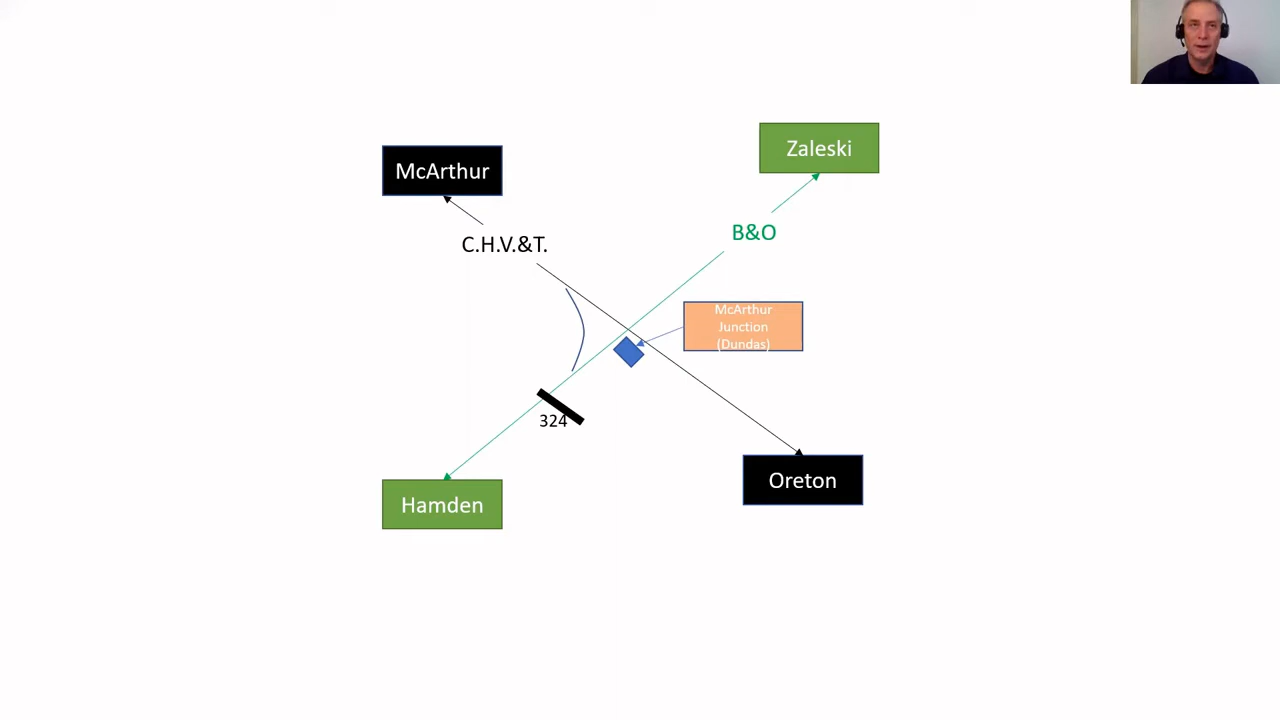 Zaleski
McArthur
B&O
C.H.V.&T.
McArthur
Junction
(Dundas)
324
Oreton
Hamden